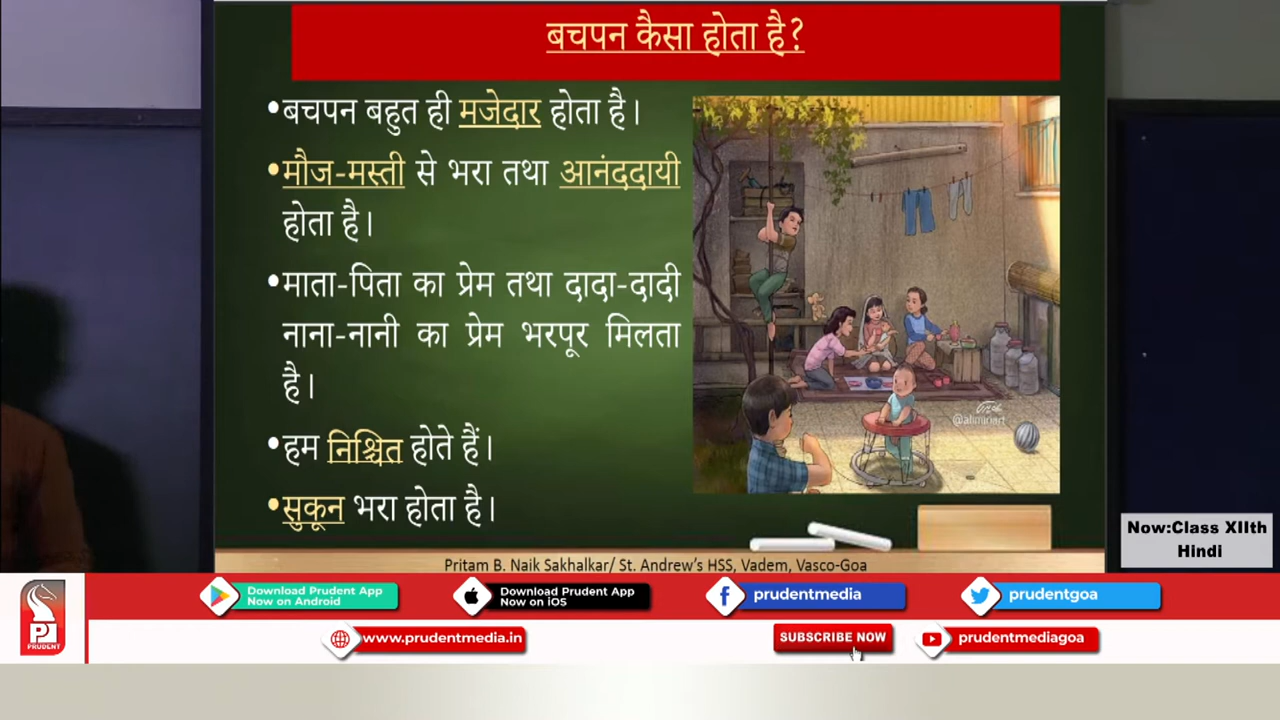 बचपन कैसा होता है?
•बचपन बहुत ही मजेदार होता है।
•मौज-मस्ती से भरा तथा आनंददायी
होता है।
•माता-पिता का प्रेम तथा दादा-दादी
नाना-नानी का प्रेम भरपूर मिलता
है।
•हम निश्चित होते हैं।
•सुकून भरा होता है।
@alimiriart
Pritam B. Naik Sakhalkar/ St. Andrew's HSS, Vadem, Vasco-Goa
Now:Class XIIth
Hindi
PRUDENT
Download Prudent App
Now on Android
Download Prudent App
Now on iOS
prudentmedia
prudentgoa
www.prudentmedia.in
SUBSCRIBE NOW
prudentmediagoa